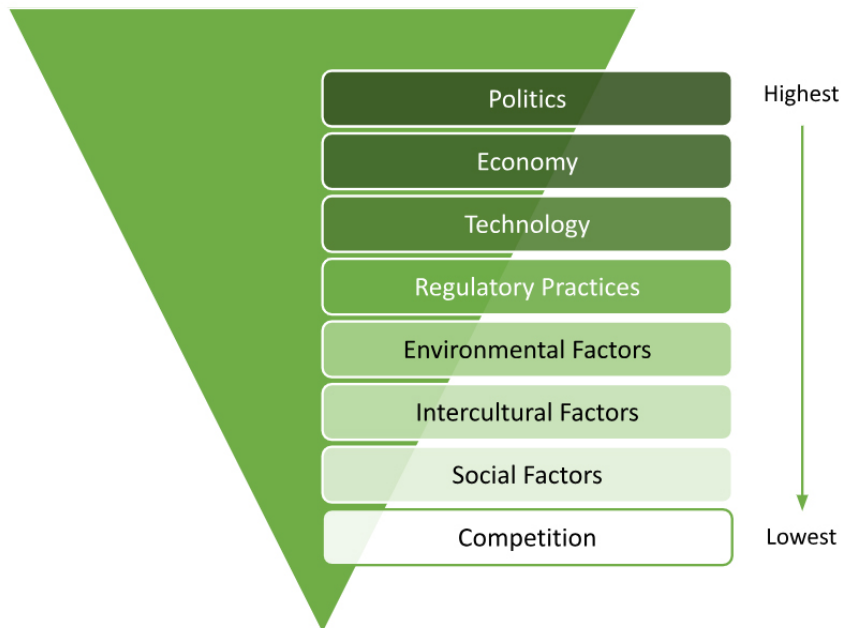 Politics
Highest
Economy
Technology
Regulatory Practices
Environmental Factors
Intercultural Factors
Social Factors
Competition
Lowest